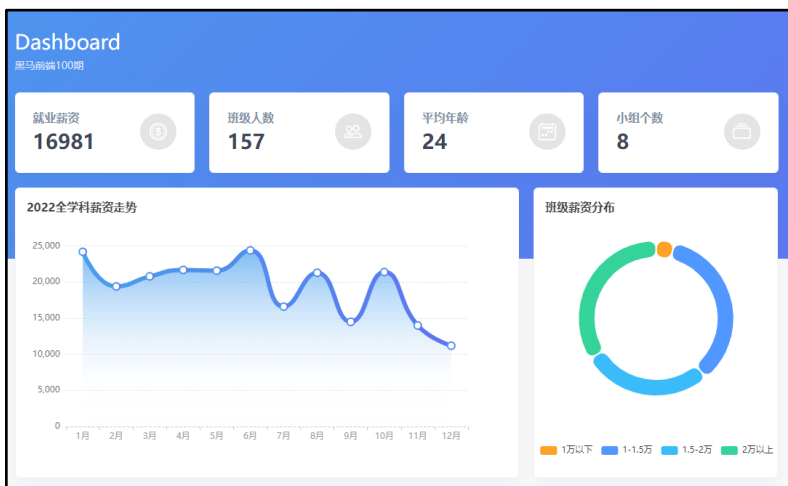 Dashboard
黑马前端100期
就业薪资
16981
班级人数
157
平均年龄
24
小组个数
8
2022全学科薪资走势
25,000
20,000
15,000
10,000
5,000
0
1月 2月 3月 4月 5月 6月 7月 8月 9月 10月 11月 12月
班级薪资分布
1万以下 1-1.5万 1.5-2万 2万以上